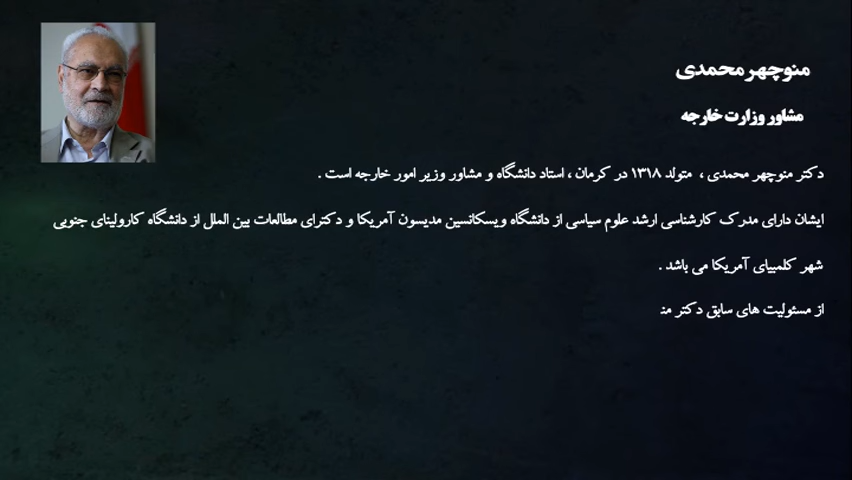 منوچهر محمدی
مشاور وزارت خارجه
دکتر منوچهر محمدی ، متولد ۱۳۱۸ در کرمان ، استاد دانشگاه و مشاور وزیر امور خارجه است .
ایشان دارای مدرک کارشناسی ارشد علوم سیاسی از دانشگاه ویسکانسین مدیسون آمریکا و دکترای مطالعات بین الملل از دانشگاه کارولینای جنوبی
شهر کلمبیای آمریکا می باشد .
از مسئولیت های سابق دکتر منـ